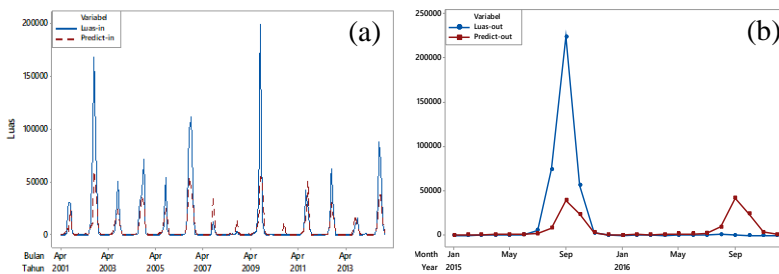 Variabel
Luas-in
Predict-in
(a)
Luas
200000
150000
100000
50000
0
Bulan Apr Apr Apr Apr Apr Apr Apr
Tahun 2001 2003 2005 2007 2009 2011 2013
Variabel
Luas-out
Predict-out
(b)
250000
200000
150000
100000
50000
0
Month Jan May Sep Jan May Sep
Year 2015 2016